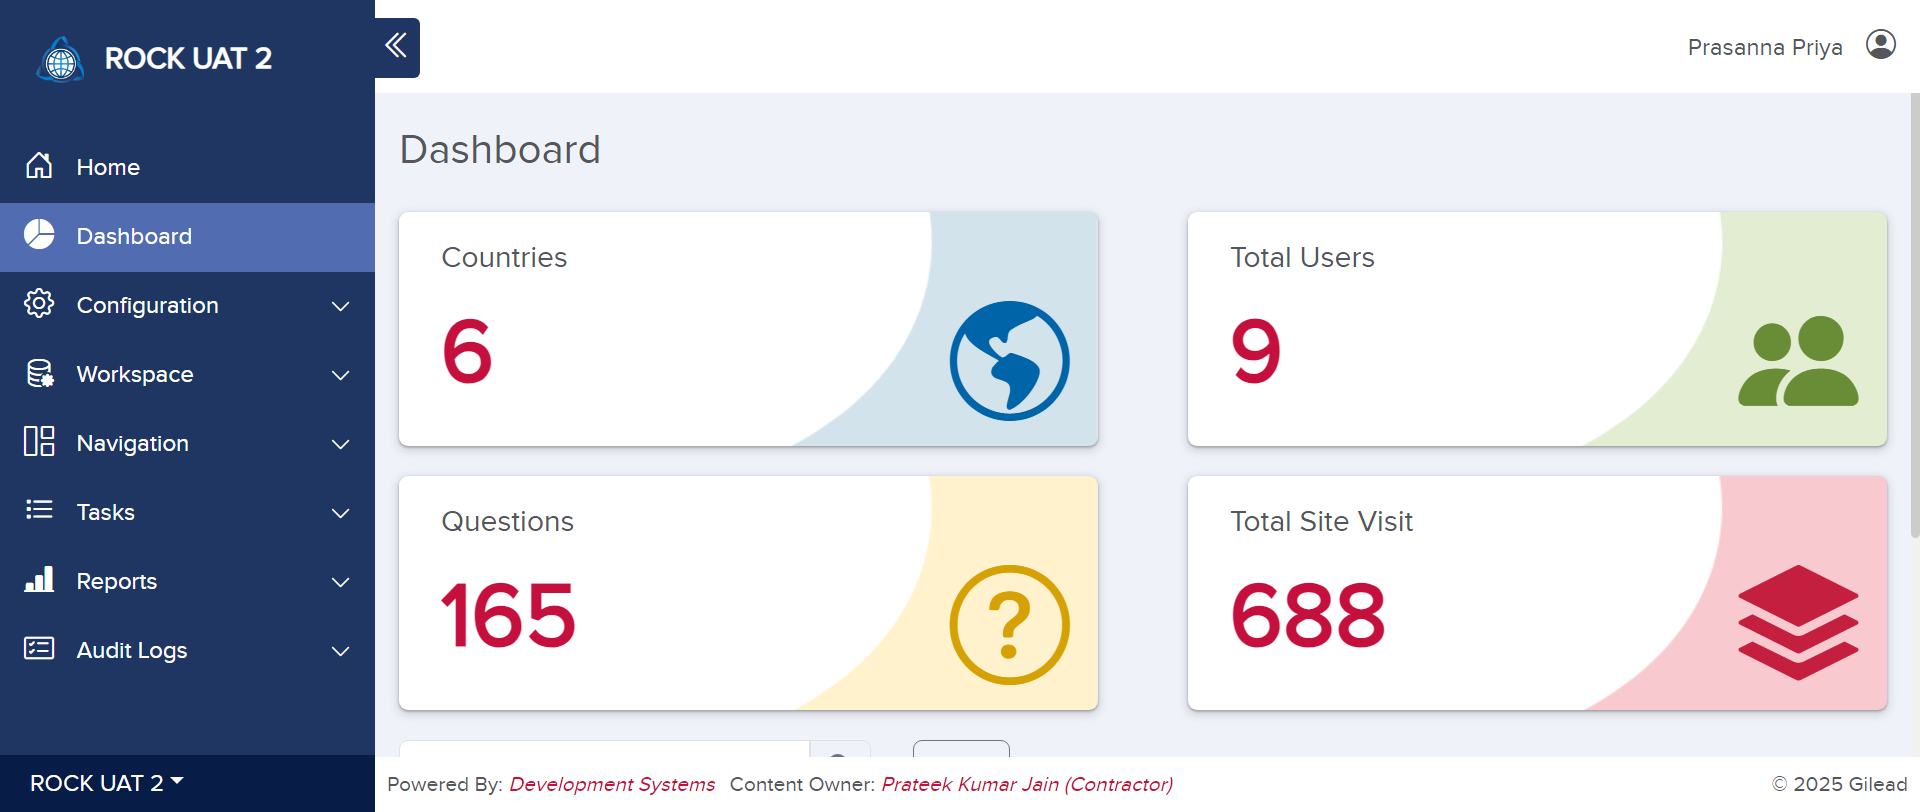 ROCK UAT 2
Prasanna Priya
Home
Dashboard
Configuration
Workspace
Navigation
Tasks
Reports
Audit Logs
ROCK UAT 2
Dashboard
Countries
6
Total Users
9
Questions
165
Total Site Visit
688
Powered By: Development Systems Content Owner: Prateek Kumar Jain (Contractor)
© 2025 Gilead